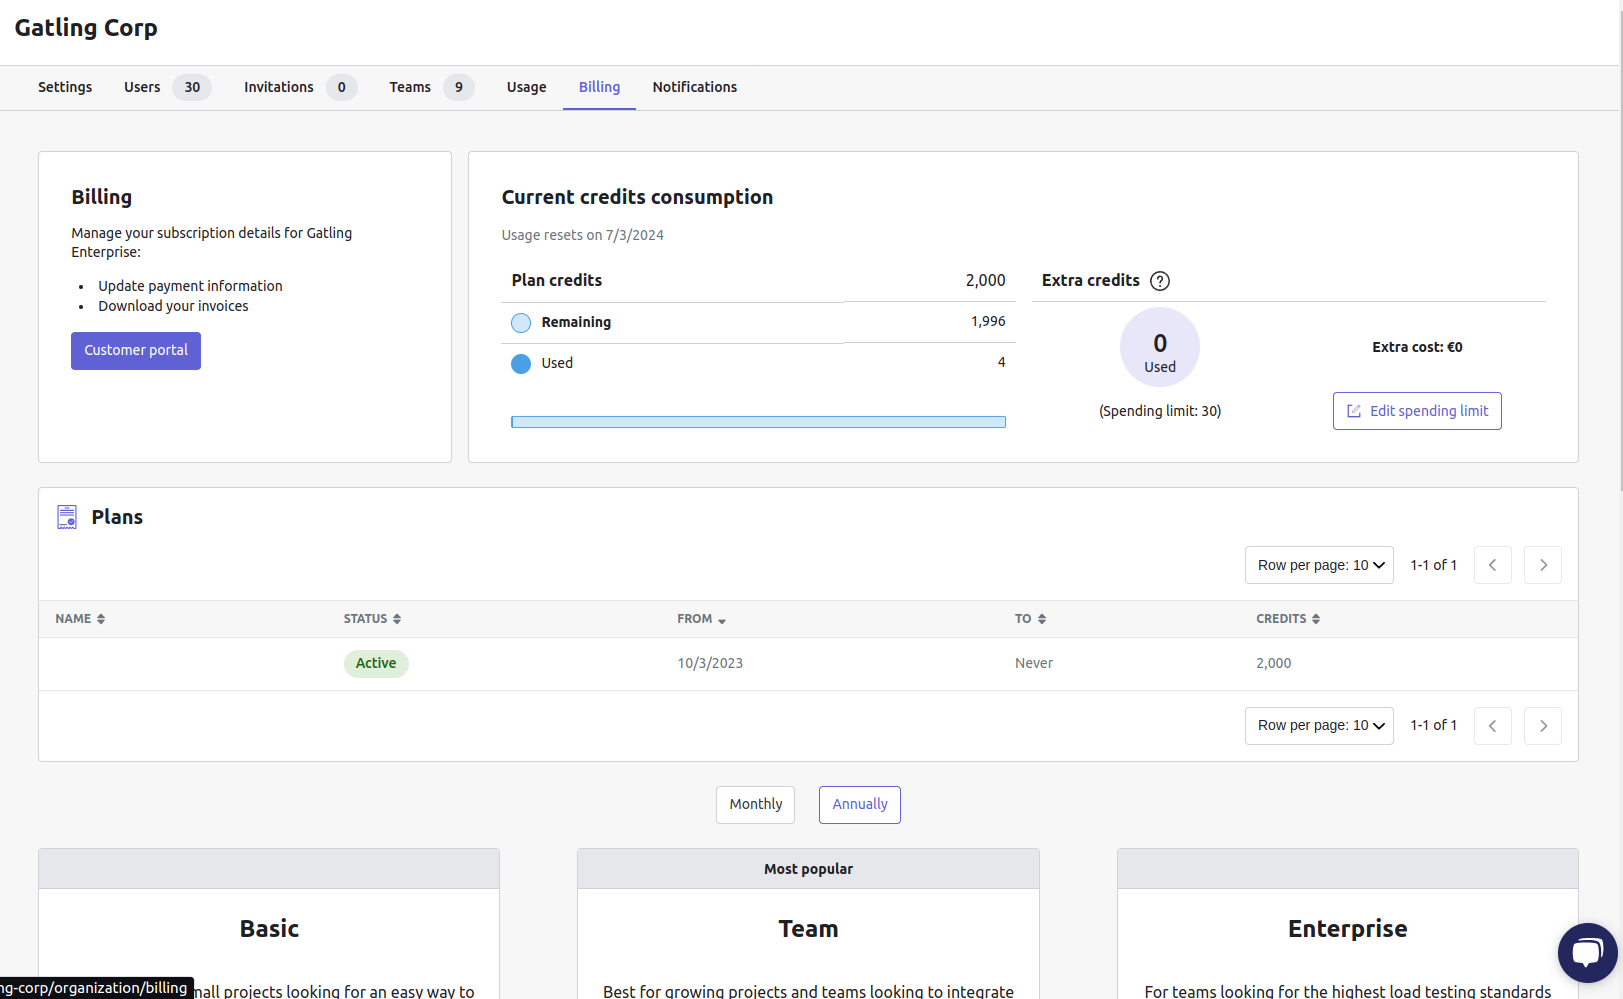 Gatling Corp
Settings Users 30 Invitations 0 Teams 9 Usage Billing Notifications
Billing
Manage your subscription details for Gatling
Enterprise:
• Update payment information
• Download your invoices
Customer portal
Current credits consumption
Usage resets on 7/3/2024
Plan credits 2,000
Remaining 1,996
Used 4
Extra credits ?
0
Used
(Spending limit: 30)
Extra cost: €0
Edit spending limit
Plans
Row per page: 10 1-1 of 1
NAME STATUS FROM TO CREDITS
Active 10/3/2023 Never 2,000
Row per page: 10 1-1 of 1
Monthly Annually
Basic
projects looking for an easy way to
Most popular
Team
Best for growing projects and teams looking to integrate
Enterprise
For teams looking for the highest load testing standards
ng-corp/organization/billing